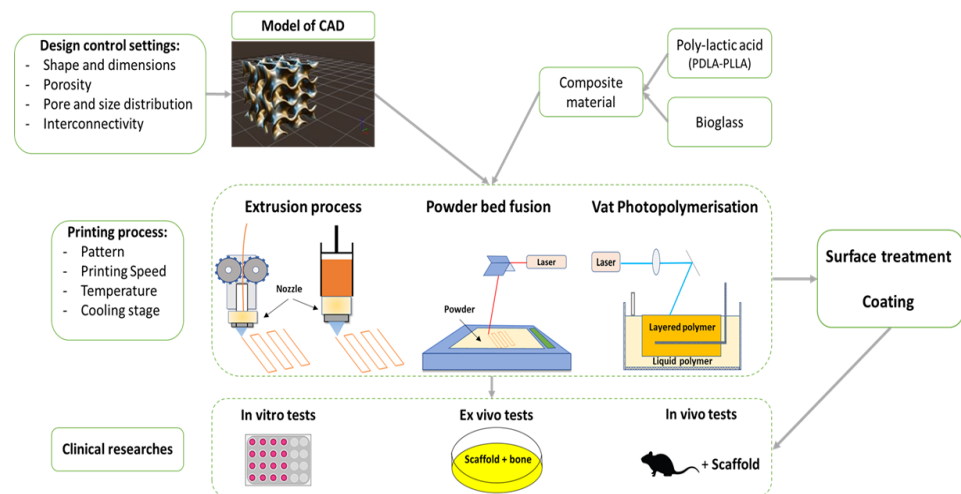 Model of CAD
Design control settings:
- Shape and dimensions
- Porosity
- Pore and size distribution
- Interconnectivity
Composite
material
Poly-lactic acid
(PDLA-PLLA)
Bioglass
Printing process:
- Pattern
- Printing Speed
- Temperature
- Cooling stage
Extrusion process
Nozzle
Powder bed fusion
Laser
Powder
Vat Photopolymerisation
Laser
Layered polymer
Liquid polymer
Surface treatment
Coating
Clinical researches
In vitro tests
Ex vivo tests
Scaffold + bone
In vivo tests
+ Scaffold